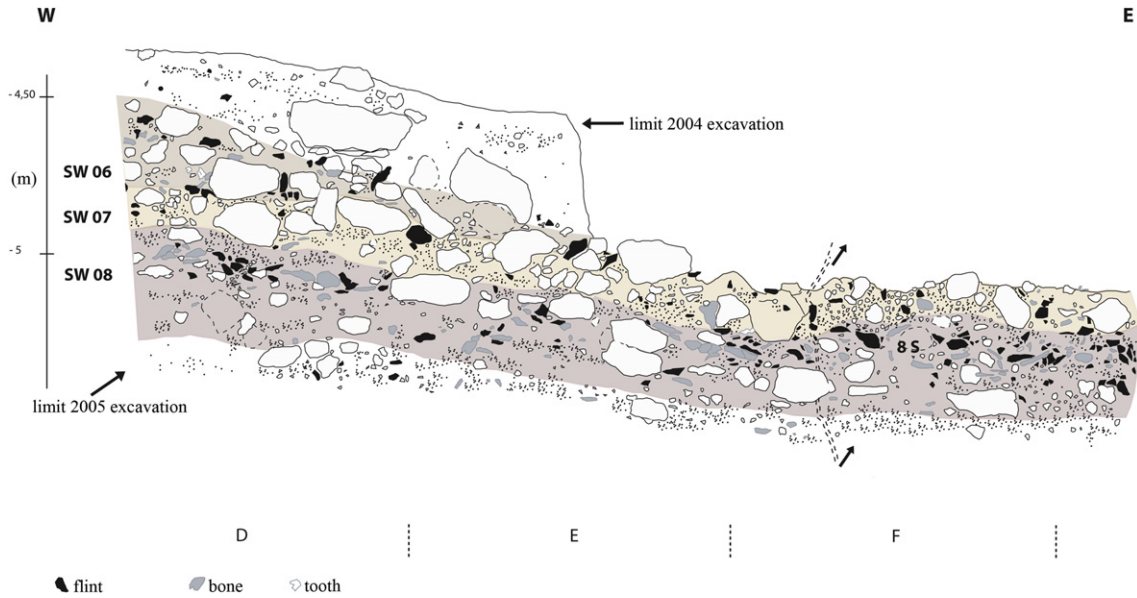 W
E
- 4,50
limit 2004 excavation
SW 06
(m)
SW 07
- 5
SW 08
8 S
limit 2005 excavation
D
E
F
flint
bone
tooth